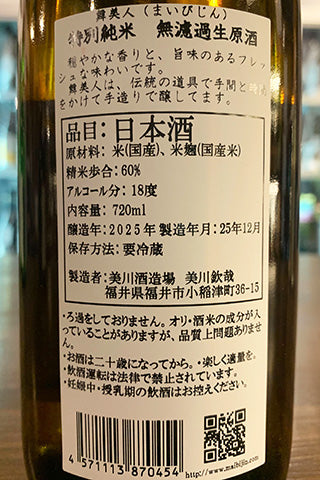 舞美人（まいびじん）
特別純米　無濾過生原酒
穏やかな香りと、旨味のあるフレッ
シュな味わいです。
舞美人は、伝統の道具で手間と時間
をかけて手造りで醸してます。
品目：日本酒
原材料： 米(国産)、米麹(国産米)
精米歩合：60%
アルコール分：18度
内容量：720ml
醸造年：2025年 製造年月：25年12月
保存方法：要冷蔵
製造者：美川酒造場　美川欽哉
福井県福井市小稲津町36-15
・ろ過をしておりません。オリ・酒米の成分が入
っていることがありますが、品質上問題ありませ
ん。
・お酒は二十歳になってから。・楽しく適量を。
・飲酒運転は法律で禁止されています。
・妊娠中・授乳期の飲酒はお控えください。
4 571113 870454
http://www.maibijin.com